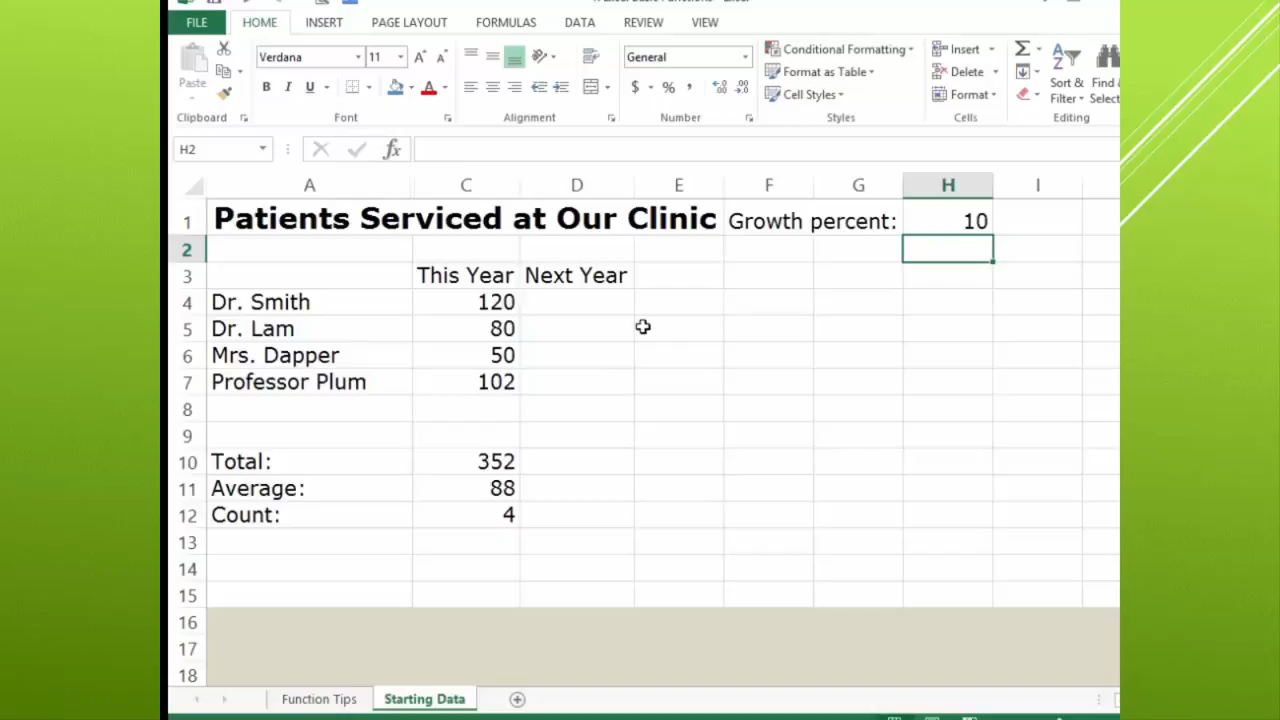 FILE HOME INSERT PAGE LAYOUT FORMULAS DATA REVIEW VIEW
Verdana 11 General Conditional Formatting Insert
Paste Format as Table Delete Sort & Find &
B I U $ % , Cell Styles Format Filter Select
Clipboard Font Alignment Number Styles Cells Editing
H2 fx
A C D E F G H I
1 Patients Serviced at Our Clinic Growth percent: 10
2
3 This Year Next Year
4 Dr. Smith 120
5 Dr. Lam 80
6 Mrs. Dapper 50
7 Professor Plum 102
8
9
10 Total: 352
11 Average: 88
12 Count: 4
13
14
15
16
17
18
Function Tips Starting Data